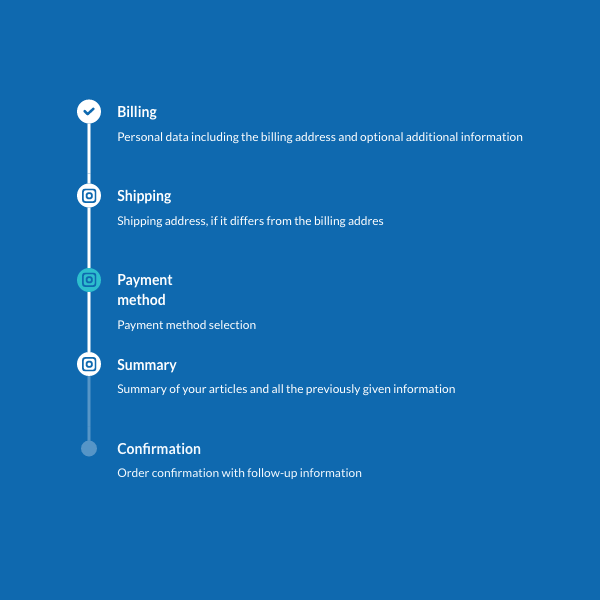 Billing
Personal data including the billing address and optional additional information
Shipping
Shipping address, if it differs from the billing addres
Payment
method
Payment method selection
Summary
Summary of your articles and all the previously given information
Confirmation
Order confirmation with follow-up information